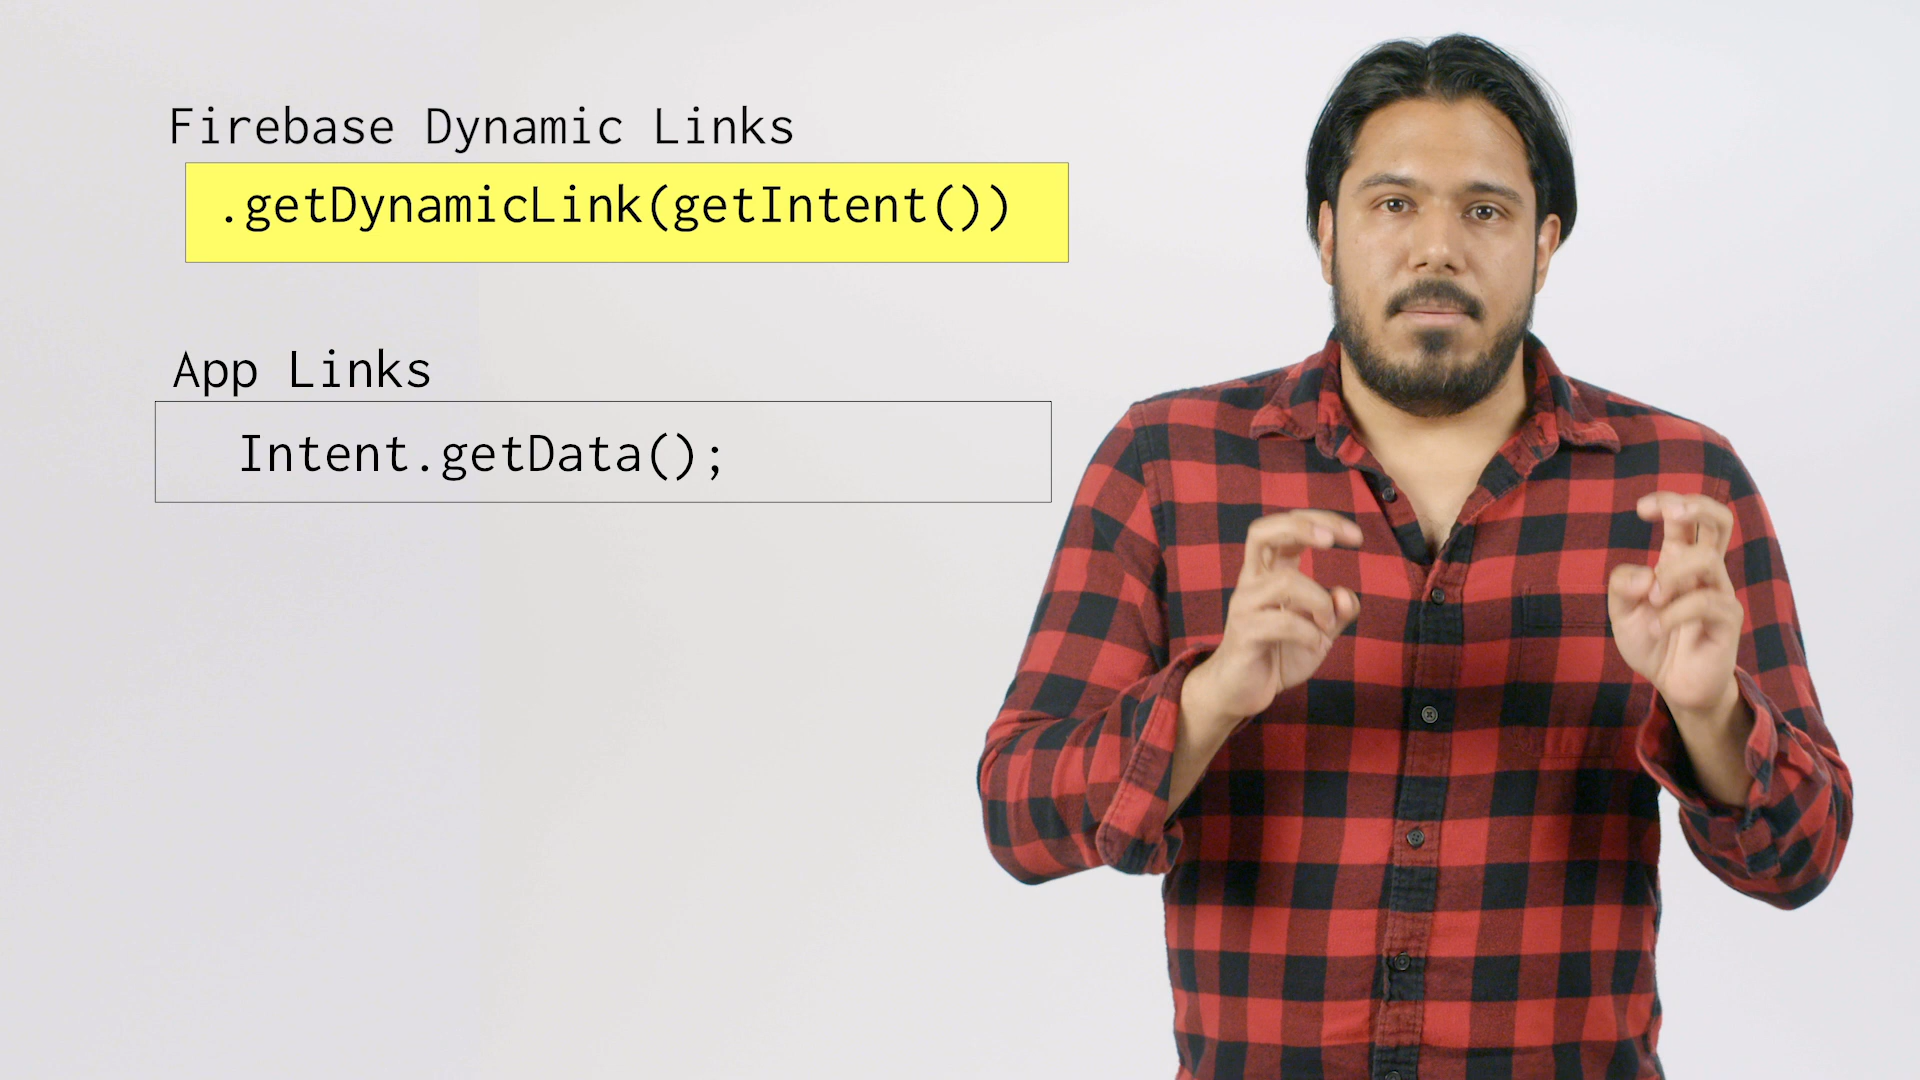 Firebase Dynamic Links
.getDynamicLink(getIntent())
App Links
Intent.getData();